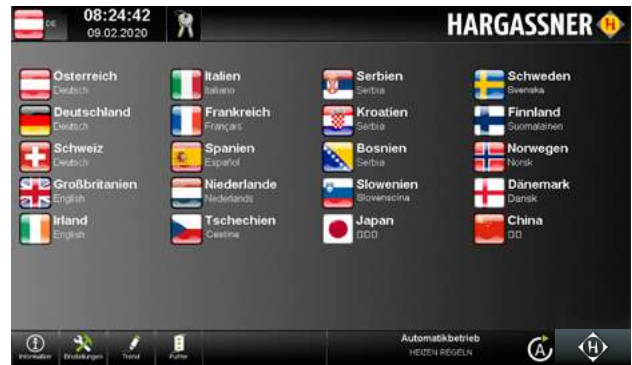 DE
08:24:42
09.02.2020
HARGASSNER H
Österreich
Deutsch
Italien
Italiano
Serbien
Serbia
Schweden
Svenska
Deutschland
Deutsch
Frankreich
Français
Kroatien
Serbia
Finnland
Suomalainen
Schweiz
Deutsch
Spanien
Español
Bosnien
Serbia
Norwegen
Norsk
Großbritanien
English
Niederlande
Nederlands
Slowenien
Slovenscina
Dänemark
Dansk
Irland
English
Tschechien
Cestina
Japan
□□□
China
□□
Information
Einstellungen
Trend
Puffer
Automatikbetrieb
HEIZEN REGELN
A
H